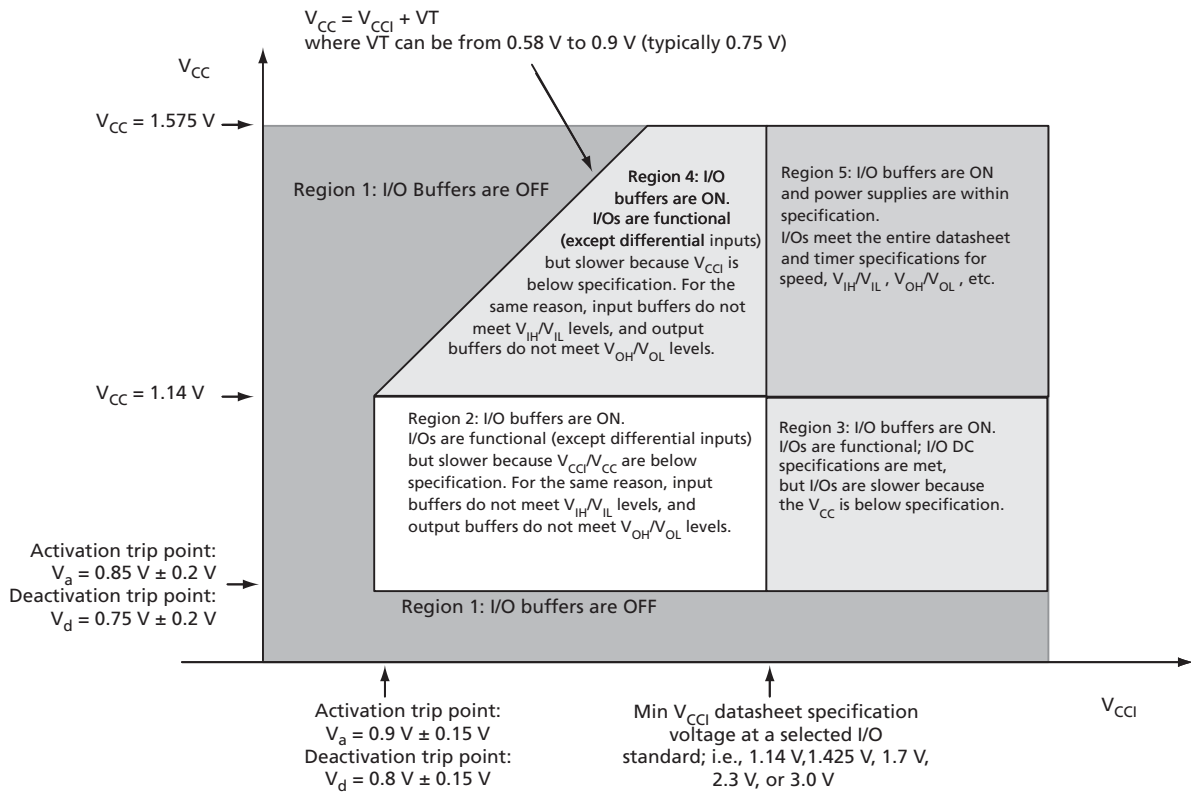 V_CC = V_CCI + VT
where VT can be from 0.58 V to 0.9 V (typically 0.75 V)
V_CC
V_CC = 1.575 V
Region 1: I/O Buffers are OFF
Region 4: I/O
buffers are ON.
I/Os are functional
(except differential inputs)
but slower because V_CCI is
below specification. For the
same reason, input buffers do not
meet V_IH/V_IL levels, and output
buffers do not meet V_OH/V_OL levels.
Region 5: I/O buffers are ON
and power supplies are within
specification.
I/Os meet the entire datasheet
and timer specifications for
speed, V_IH/V_IL , V_OH/V_OL , etc.
V_CC = 1.14 V
Region 2: I/O buffers are ON.
I/Os are functional (except differential inputs)
but slower because V_CCI/V_CC are below
specification. For the same reason, input
buffers do not meet V_IH/V_IL levels, and
output buffers do not meet V_OH/V_OL levels.
Region 3: I/O buffers are ON.
I/Os are functional; I/O DC
specifications are met,
but I/Os are slower because
the V_CC is below specification.
Activation trip point:
V_a = 0.85 V ± 0.2 V
Deactivation trip point:
V_d = 0.75 V ± 0.2 V
Region 1: I/O buffers are OFF
Activation trip point:
V_a = 0.9 V ± 0.15 V
Deactivation trip point:
V_d = 0.8 V ± 0.15 V
Min V_CCI datasheet specification
voltage at a selected I/O
standard; i.e., 1.14 V,1.425 V, 1.7 V,
2.3 V, or 3.0 V
V_CCI